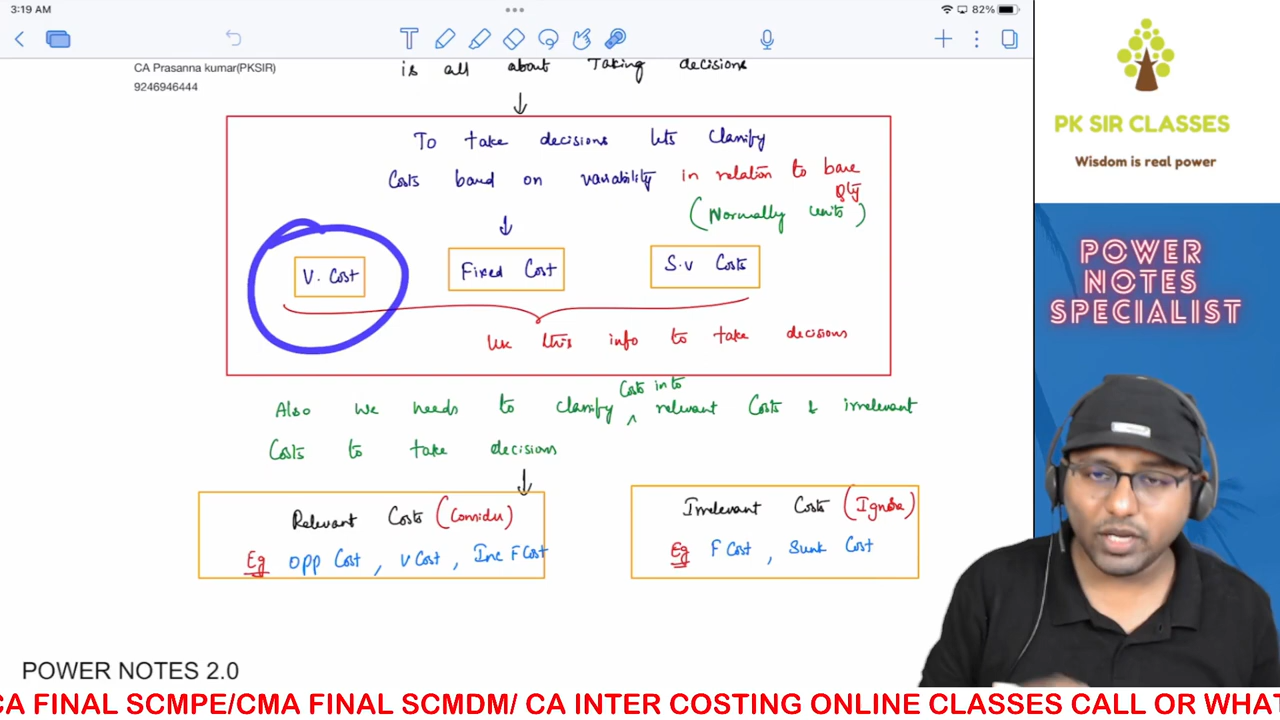 3:19 AM
82%
CA Prasanna kumar(PKSIR)
9246946444
is all about Taking decisions
To take decisions lets Classify
Costs based on variability in relation to base
Qty
(Normally units)
V. Cost
Fixed Cost
S.v Costs
Use this info to take decisions
Costs into
Also we needs to classify ^ relevant Costs & irrelevant
Costs to take decisions
Relevant Costs (Consider)
Eg Opp Cost, V Cost, Inc F Cost
Irrelevant Costs (Ignore)
Eg F Cost, Sunk Cost
POWER NOTES 2.0
PK SIR CLASSES
Wisdom is real power
POWER
NOTES
SPECIALIST
CA FINAL SCMPE/CMA FINAL SCMDM/ CA INTER COSTING ONLINE CLASSES CALL OR WHAT